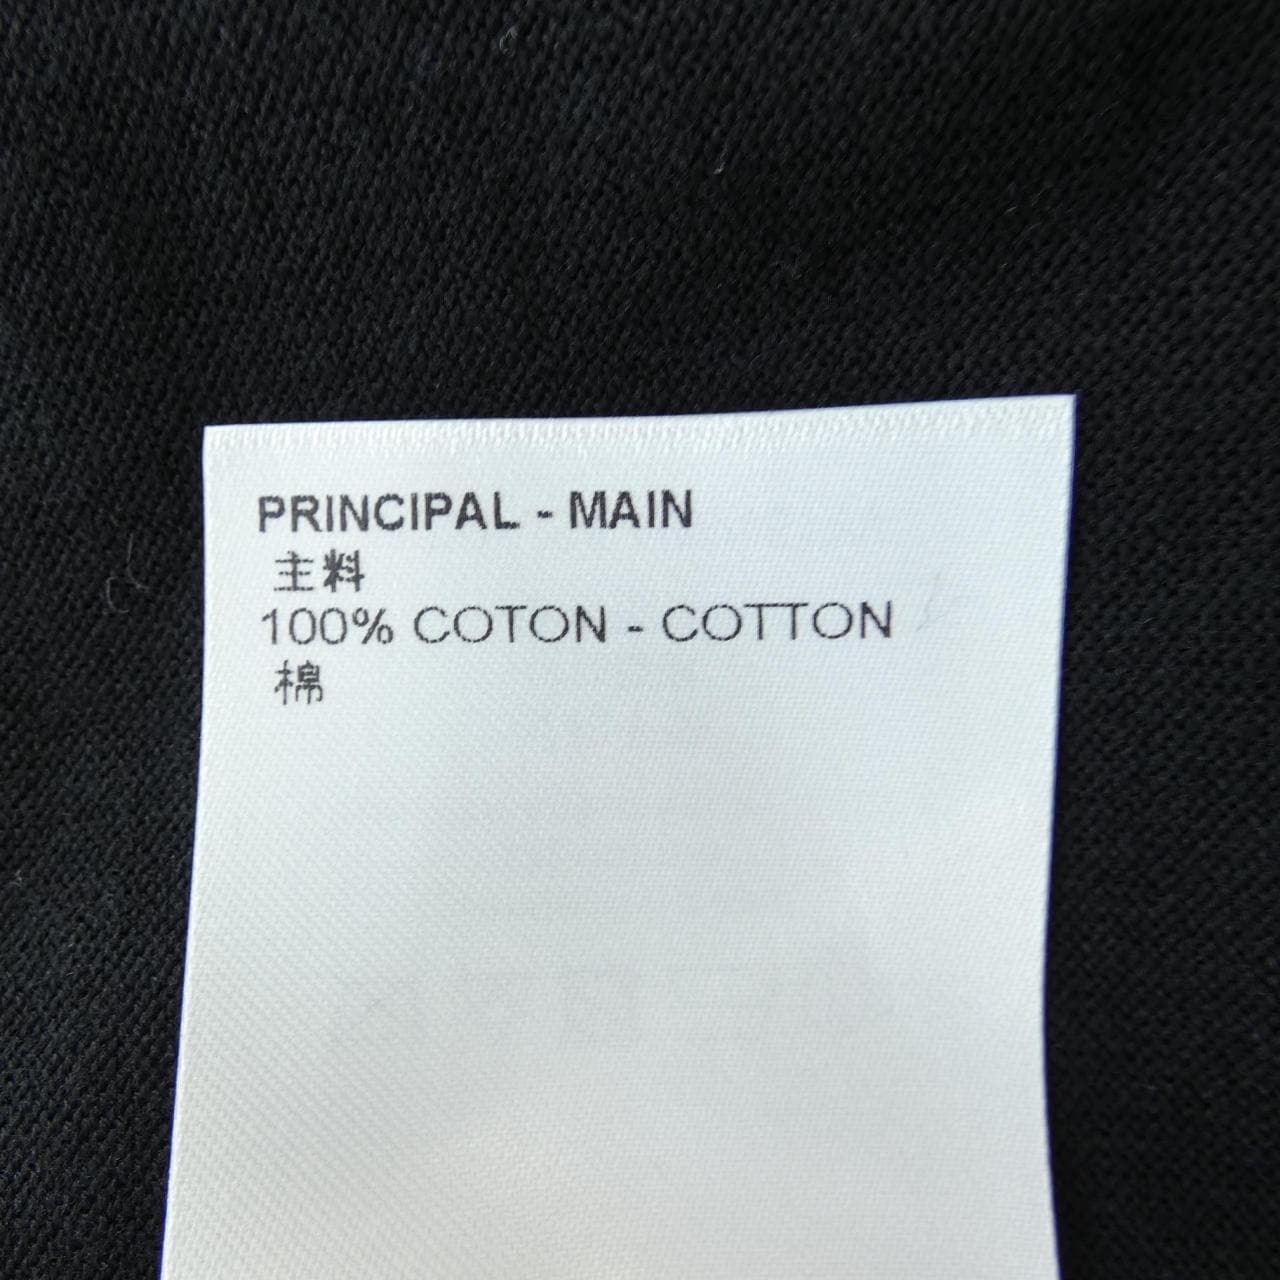 PRINCIPAL - MAIN
主料
100% COTON - COTTON
棉